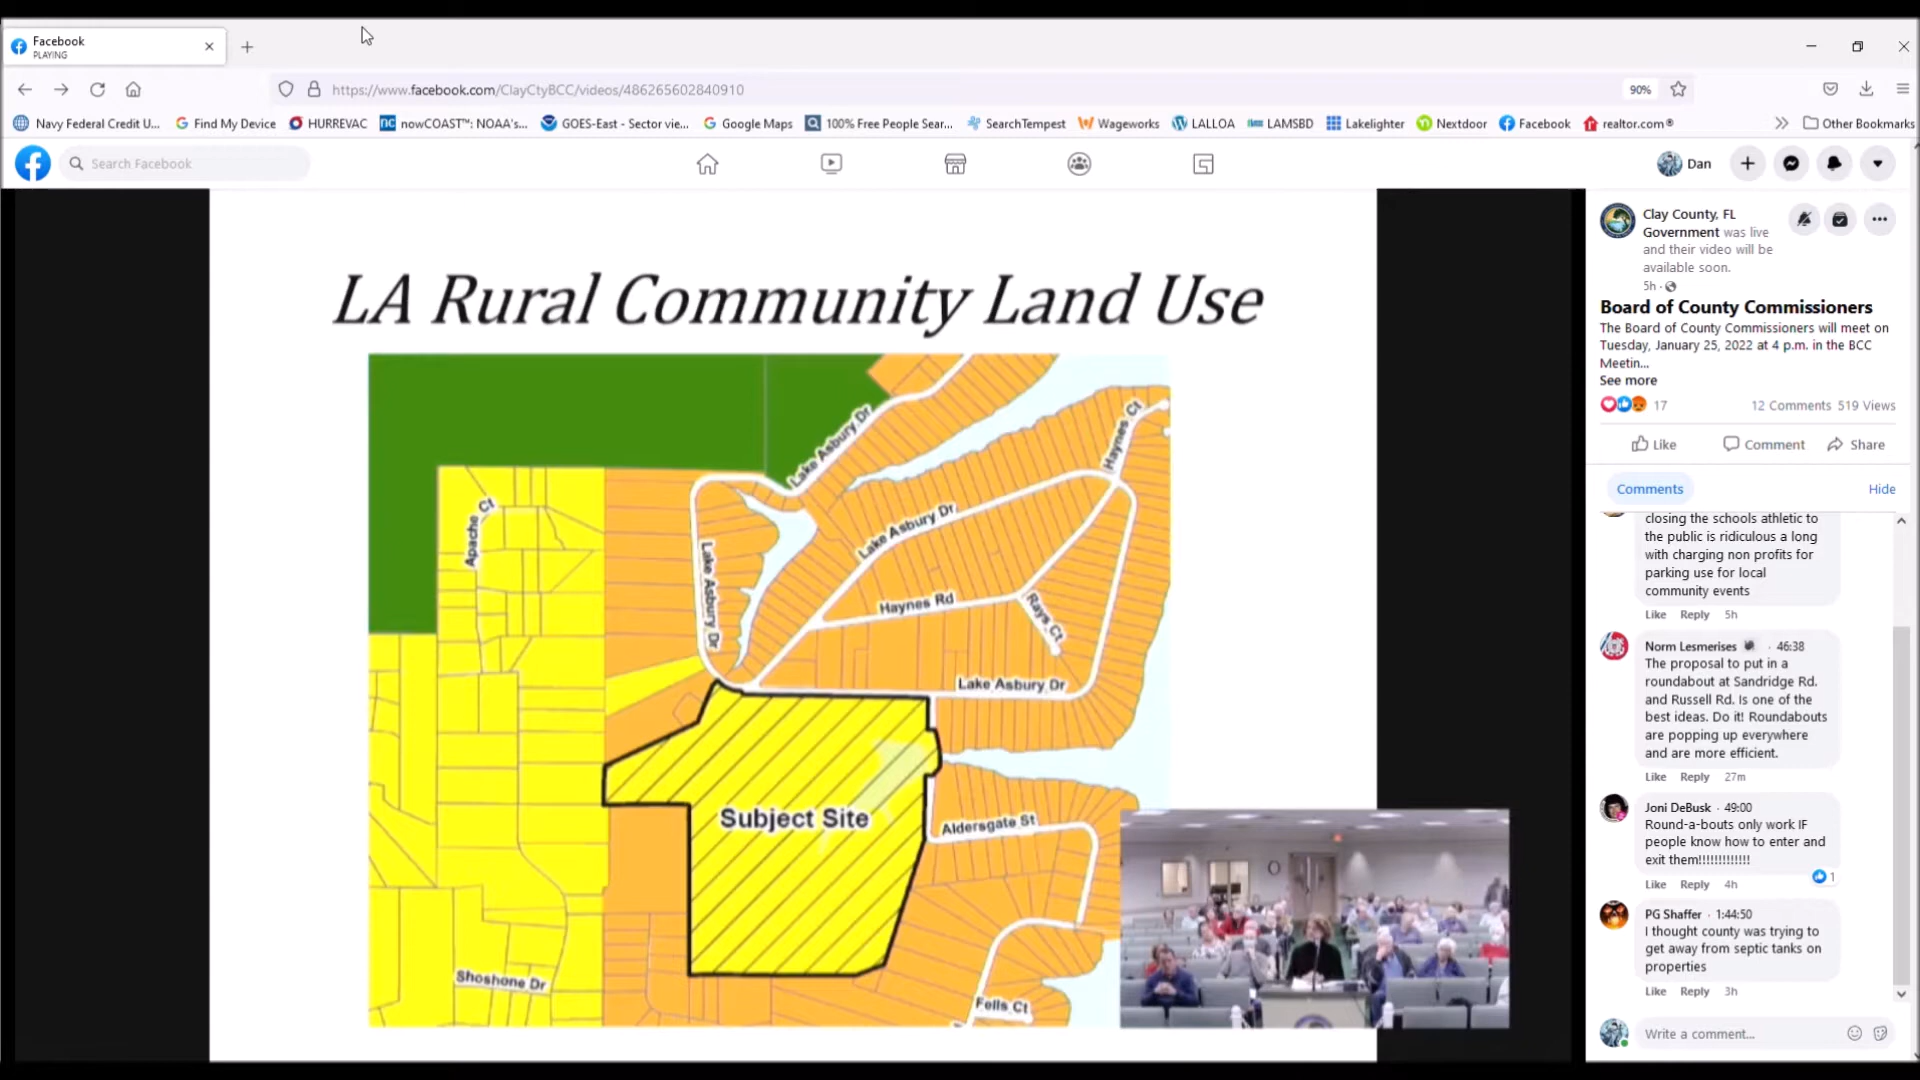 Facebook
PLAYING
https://www.facebook.com/ClayCtyBCC/videos/486265602840910
90%
Navy Federal Credit U...
Find My Device
HURREVAC
nowCOAST™: NOAA's...
GOES-East - Sector vie...
Google Maps
100% Free People Sear...
SearchTempest
Wageworks
LALLOA
LAMSBD
Lakelighter
Nextdoor
Facebook
realtor.com®
Other Bookmarks
Search Facebook
Dan
LA Rural Community Land Use
Lake Asbury Dr
Haynes Ct
Apache Ct
Lake Asbury Dr
Lake Asbury Dr
Haynes Rd
Rays Ct
Lake Asbury Dr
Subject Site
Aldersgate St
Shoshone Dr
Fells Ct
Clay County, FL
Government was live
and their video will be
available soon.
5h ·
Board of County Commissioners
The Board of County Commissioners will meet on
Tuesday, January 25, 2022 at 4 p.m. in the BCC
Meetin...
See more
17
12 Comments 519 Views
Like
Comment
Share
Comments
Hide
closing the schools athletic to
the public is ridiculous a long
with charging non profits for
parking use for local
community events
Like Reply 5h
Norm Lesmerises · 46:38
The proposal to put in a
roundabout at Sandridge Rd.
and Russell Rd. Is one of the
best ideas. Do it! Roundabouts
are popping up everywhere
and are more efficient.
Like Reply 27m
Joni DeBusk · 49:00
Round-a-bouts only work IF
people know how to enter and
exit them!!!!!!!!!!!!!
Like Reply 4h
1
PG Shaffer · 1:44:50
I thought county was trying to
get away from septic tanks on
properties
Like Reply 3h
Write a comment...